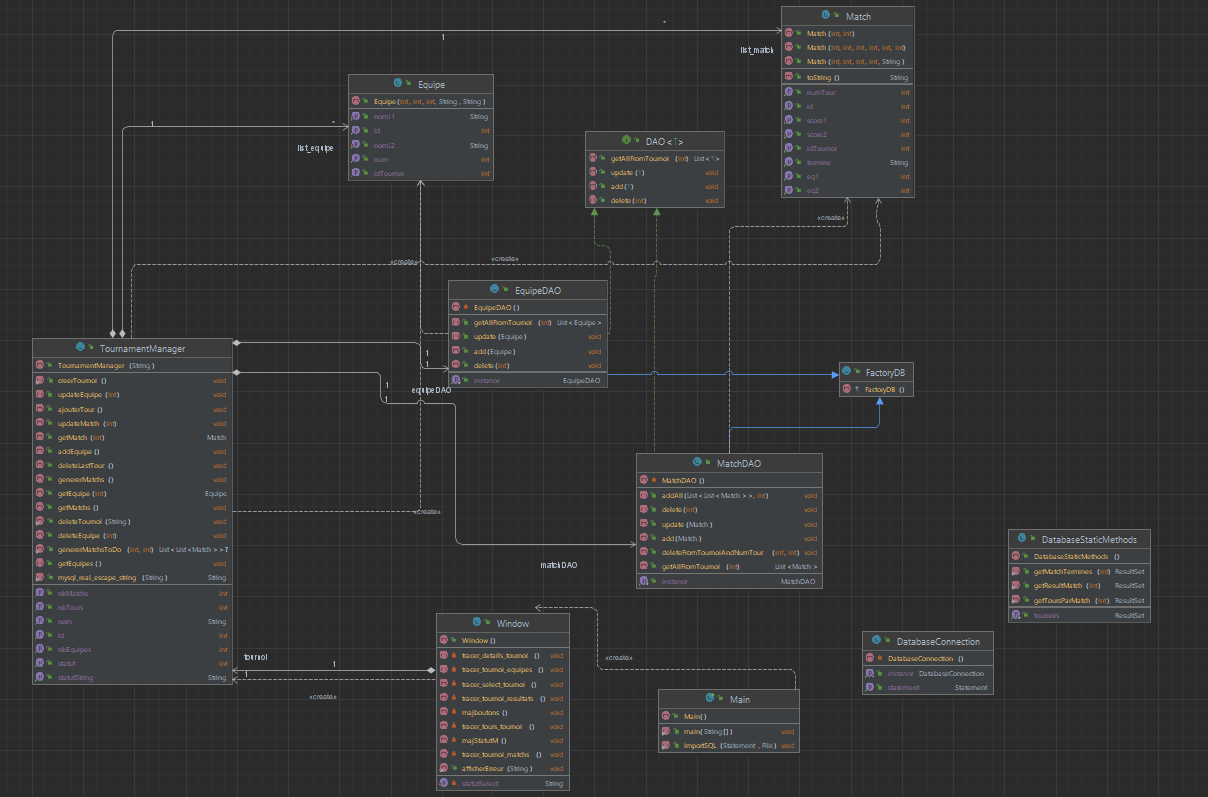 Match
Match (int, int)
Match (int, int, int, int, int)
Match (int, int, int, int, String)
toString () String
numTour int
id int
score1 int
score2 int
idTournoi int
termine String
eq1 int
eq2 int
*
1
list_match
Equipe
Equipe (int, int, int, String, String)
nomJ1 String
id int
nomJ2 String
num int
idTournoi int
1
*
list_equipe
DAO <T>
getAllFromTournoi (int) List<T>
update (T) void
add (T) void
delete (int) void
«create»
«create»
«create»
EquipeDAO
EquipeDAO ()
getAllFromTournoi (int) List<Equipe>
update (Equipe) void
add (Equipe) void
delete (int) void
instance EquipeDAO
1
1
equipeDAO
1
1
FactoryDB
FactoryDB ()
TournamentManager
TournamentManager (String)
creerTournoi () void
updateEquipe (int) void
ajouterTour () void
updateMatch (int) void
getMatch (int) Match
addEquipe () void
deleteLastTour () void
genererMatchs () void
getEquipe (int) Equipe
getMatchs () void
deleteTournoi (String) void
deleteEquipe (int) void
genererMatchsToDo (int, int) List<List<Match>>?
getEquipes () void
mysql_real_escape_string (String) String
nbMatchs int
nbTours int
nom String
id int
nbEquipes int
statut int
statutString String
«create»
MatchDAO
MatchDAO ()
addAll (List<List<Match>>, int) void
delete (int) void
update (Match) void
add (Match) void
deleteFromTournoiAndNumTour (int, int) void
getAllFromTournoi (int) List<Match>
instance MatchDAO
matchDAO
DatabaseStaticMethods
DatabaseStaticMethods ()
getMatchTermines (int) ResultSet
getResultMatch (int) ResultSet
getToursParMatch (int) ResultSet
tournois ResultSet
Window
Window ()
tracer_details_tournoi () void
tracer_tournoi_equipes () void
tracer_select_tournoi () void
tracer_tournoi_resultats () void
majboutons () void
tracer_tours_tournoi () void
majStatutM () void
tracer_tournoi_matchs () void
afficherErreur (String) void
statutSelect String
tournoi
1
1
«create»
«create»
DatabaseConnection
DatabaseConnection ()
instance DatabaseConnection
statement Statement
Main
Main ()
main (String[]) void
importSQL (Statement, File) void